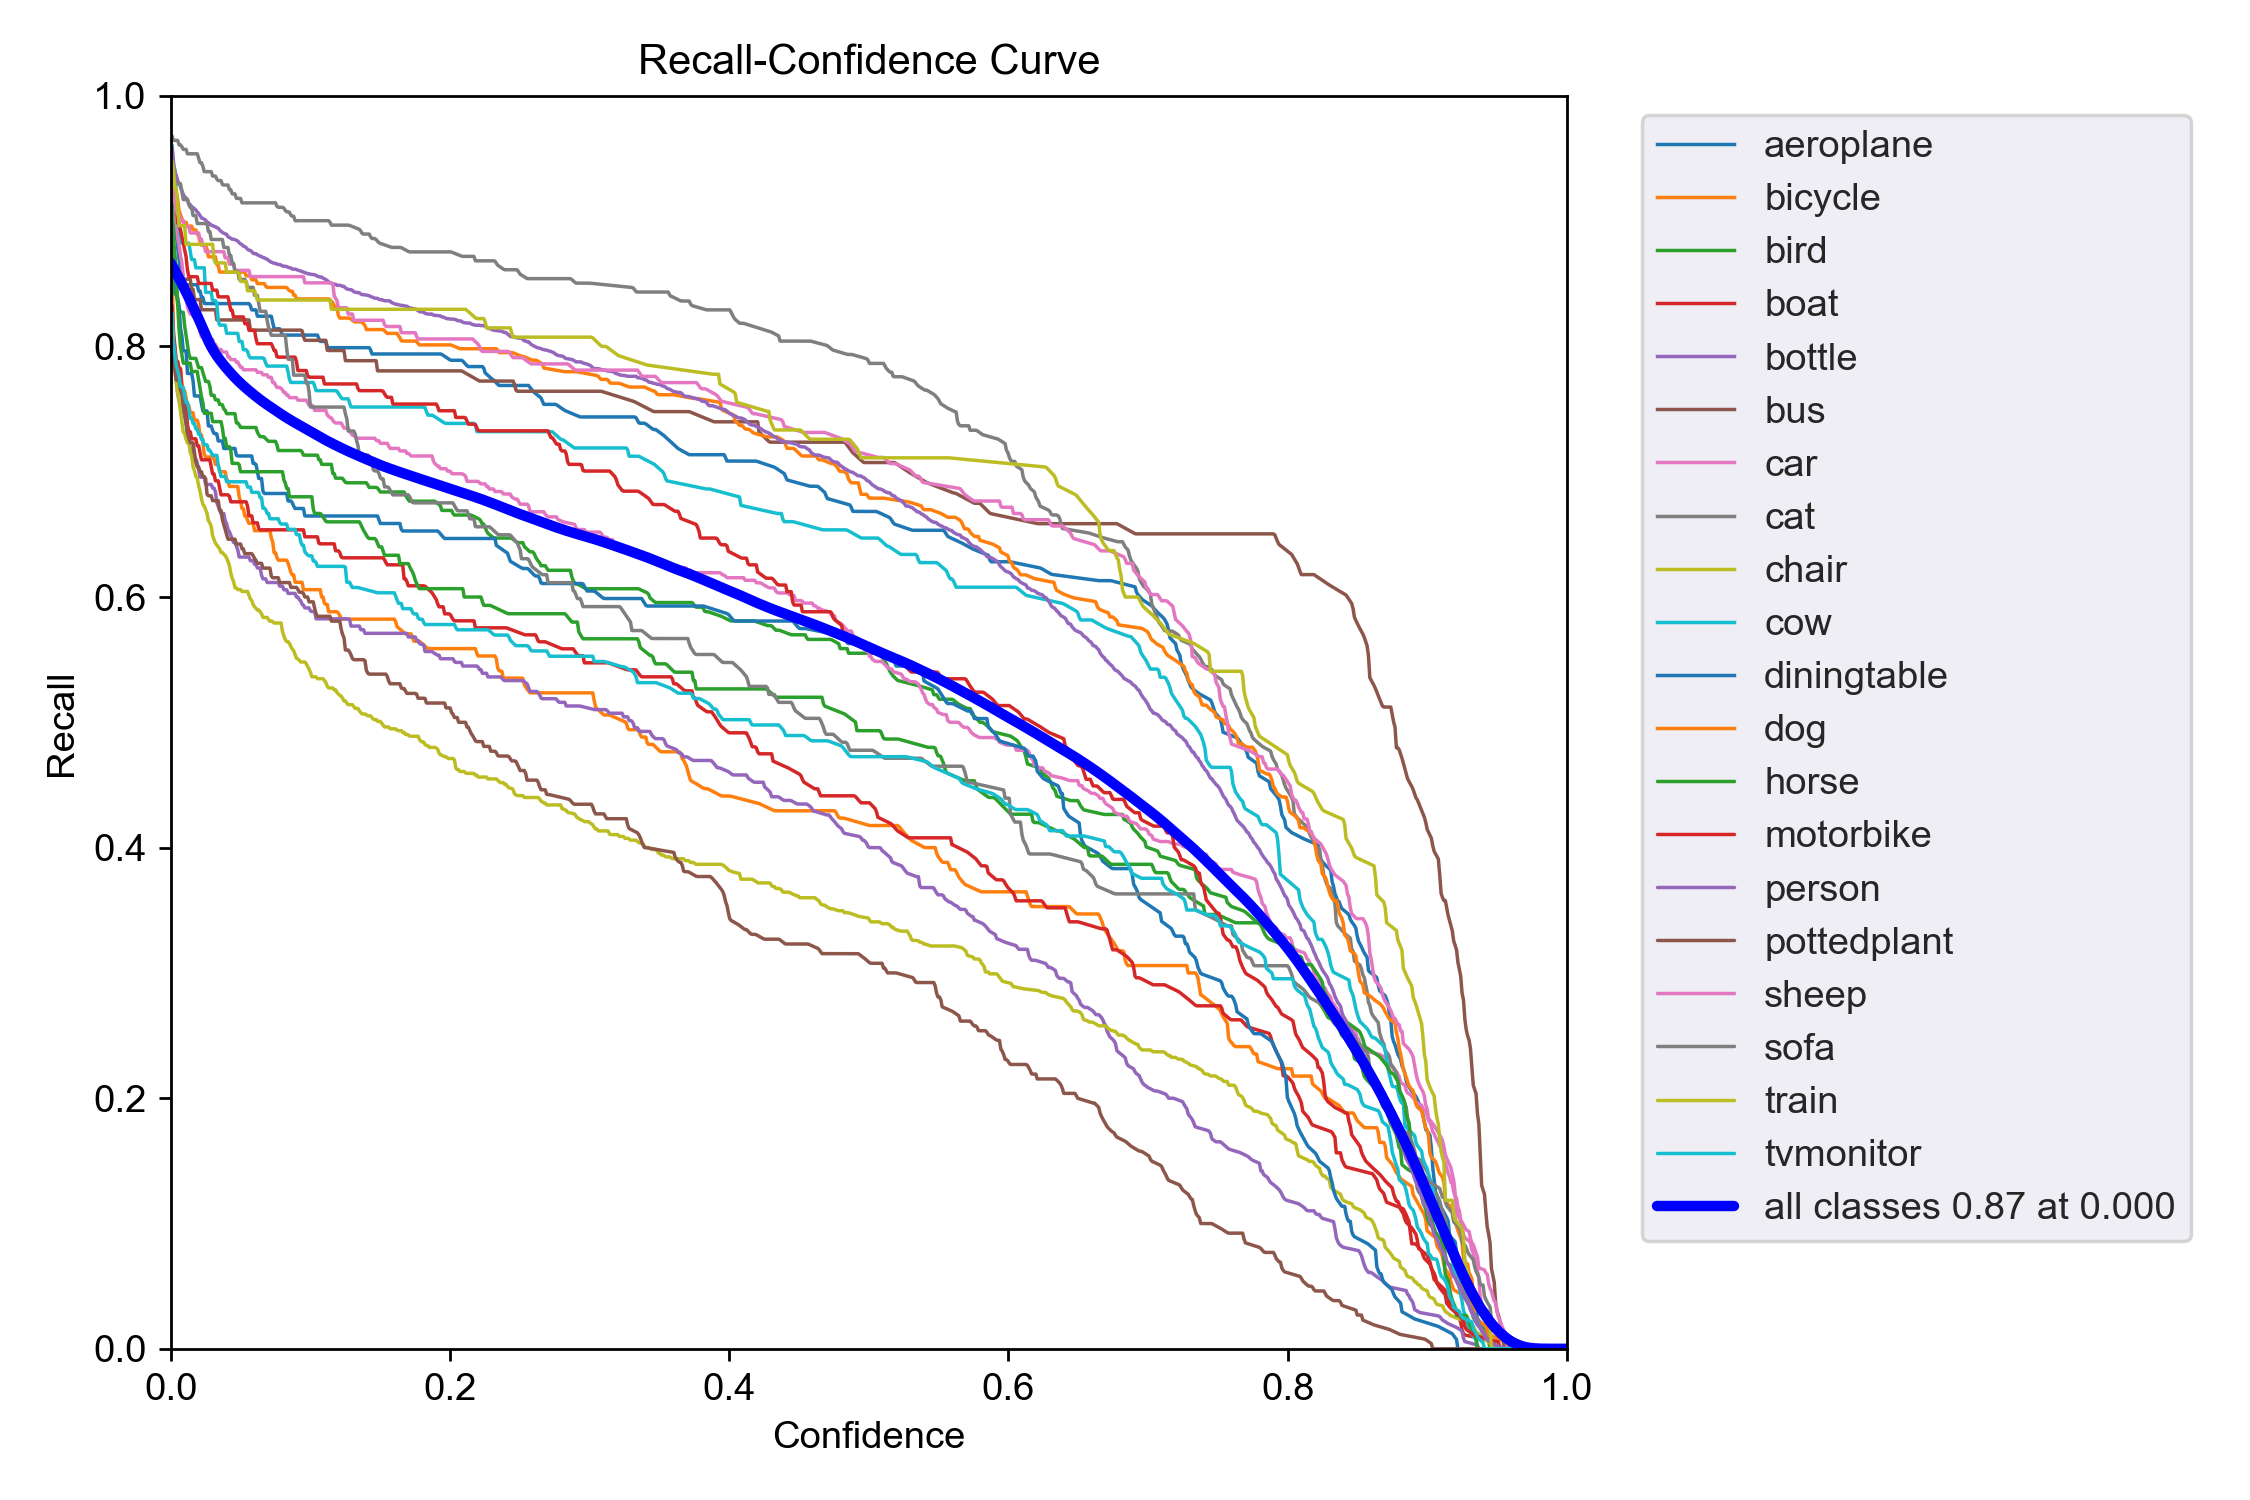 Recall-Confidence Curve
1.0
0.8
0.6
0.4
0.2
0.0
Recall
0.0 0.2 0.4 0.6 0.8 1.0
Confidence
aeroplane
bicycle
bird
boat
bottle
bus
car
cat
chair
cow
diningtable
dog
horse
motorbike
person
pottedplant
sheep
sofa
train
tvmonitor
all classes 0.87 at 0.000